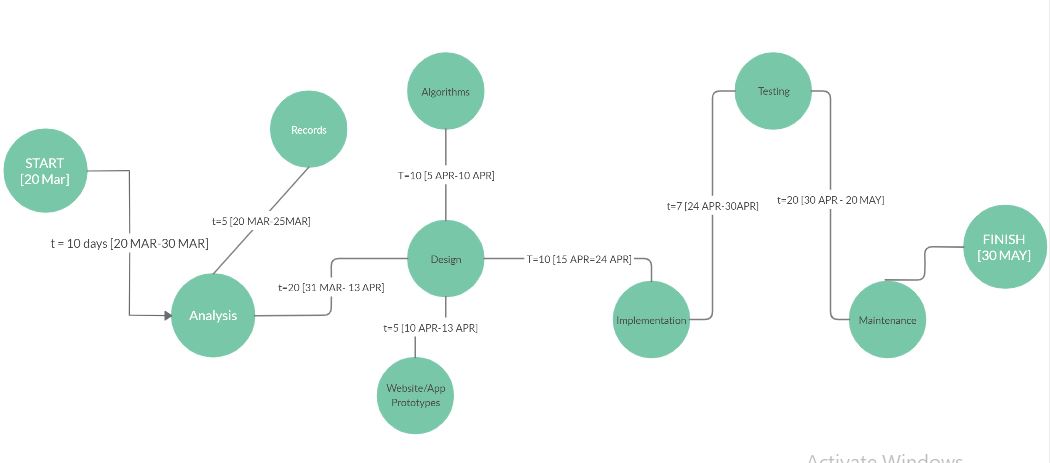 START
[20 Mar]
t = 10 days [20 MAR-30 MAR]
Analysis
Records
t=5 [20 MAR-25MAR]
t=20 [31 MAR- 13 APR]
Algorithms
T=10 [5 APR-10 APR]
Design
t=5 [10 APR-13 APR]
Website/App
Prototypes
T=10 [15 APR=24 APR]
Implementation
t=7 [24 APR-30APR]
Testing
t=20 [30 APR - 20 MAY]
Maintenance
FINISH
[30 MAY]
Activate Windows